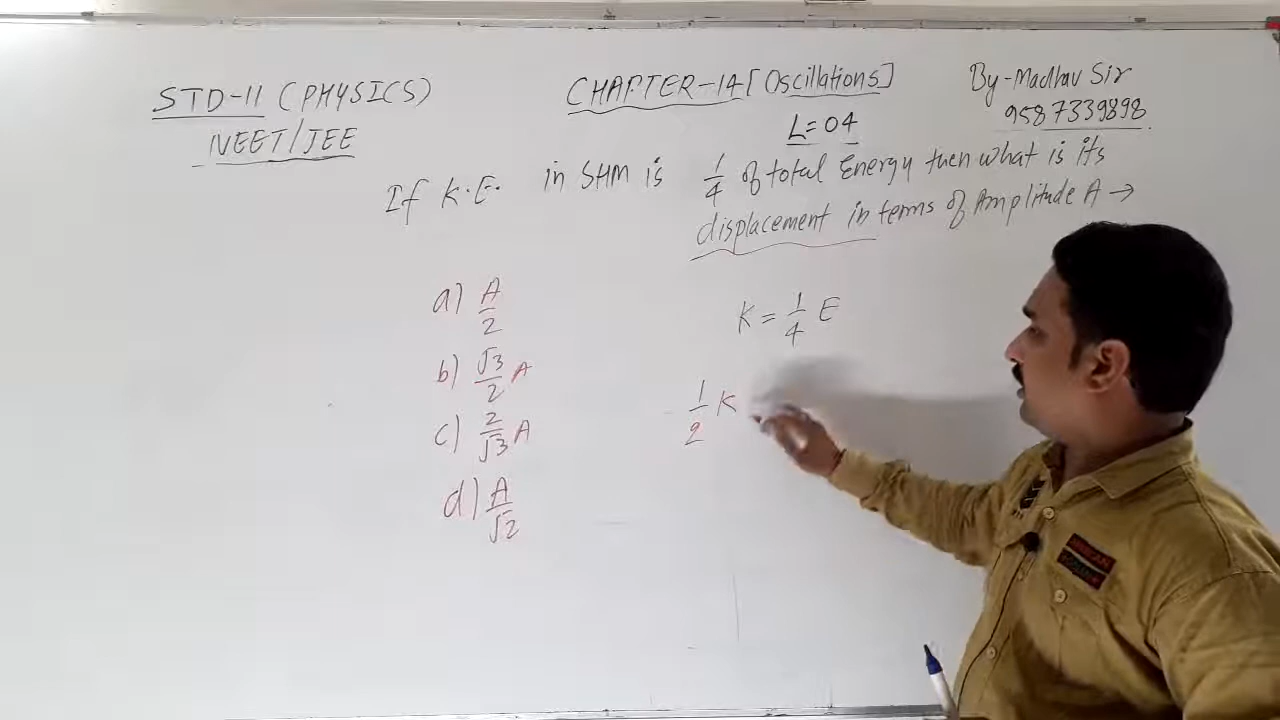 STD-11 (PHYSICS)
NEET/JEE
CHAPTER-14 [Oscillations]
L=04
By-Madhav Sir
9587339898
If K.E. in SHM is 1/4 of total Energy then what is its
displacement in terms of Amplitude A →
a) A/2
b) √3/2 A
c) 2/√3 A
d) A/√2
K = 1/4 E
1/2 K